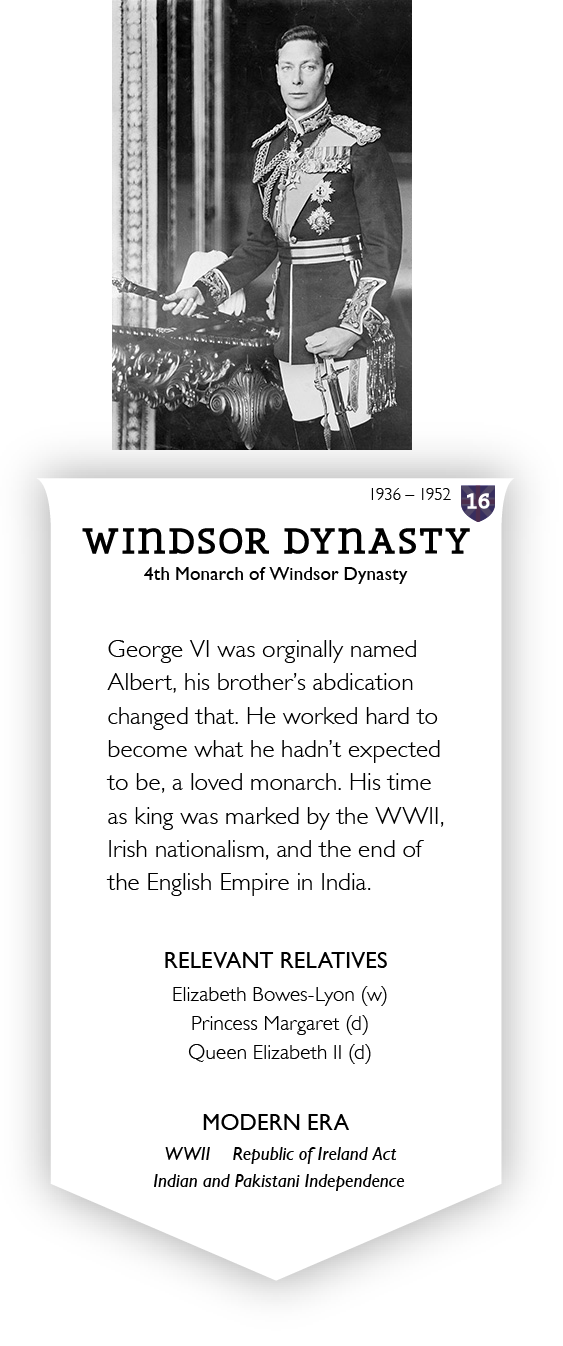 1936 – 1952 16
WINDSOR DYNASTY
4th Monarch of Windsor Dynasty
George VI was orginally named
Albert, his brother's abdication
changed that. He worked hard to
become what he hadn't expected
to be, a loved monarch. His time
as king was marked by the WWII,
Irish nationalism, and the end of
the English Empire in India.
RELEVANT RELATIVES
Elizabeth Bowes-Lyon (w)
Princess Margaret (d)
Queen Elizabeth II (d)
MODERN ERA
WWII Republic of Ireland Act
Indian and Pakistani Independence